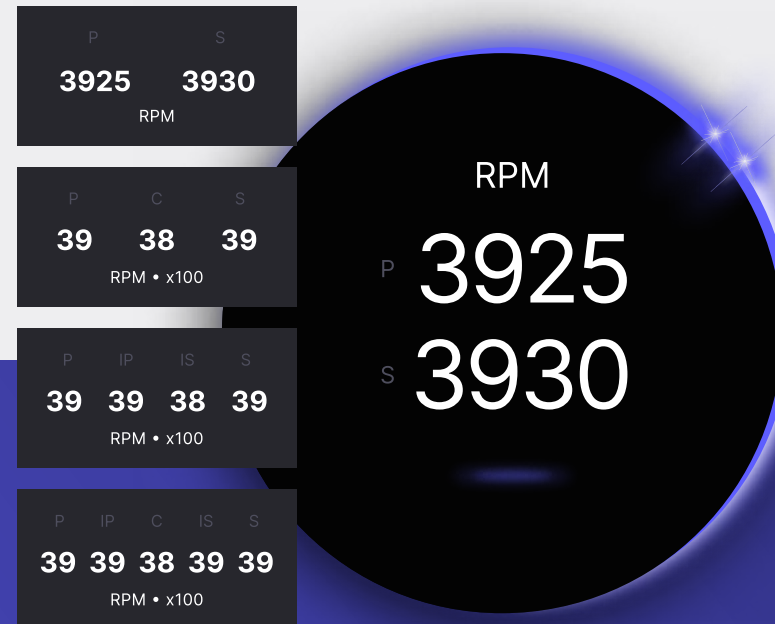 P S
3925 3930
RPM
P C S
39 38 39
RPM • x100
P IP IS S
39 39 38 39
RPM • x100
P IP C IS S
39 39 38 39 39
RPM • x100
RPM
P 3925
S 3930